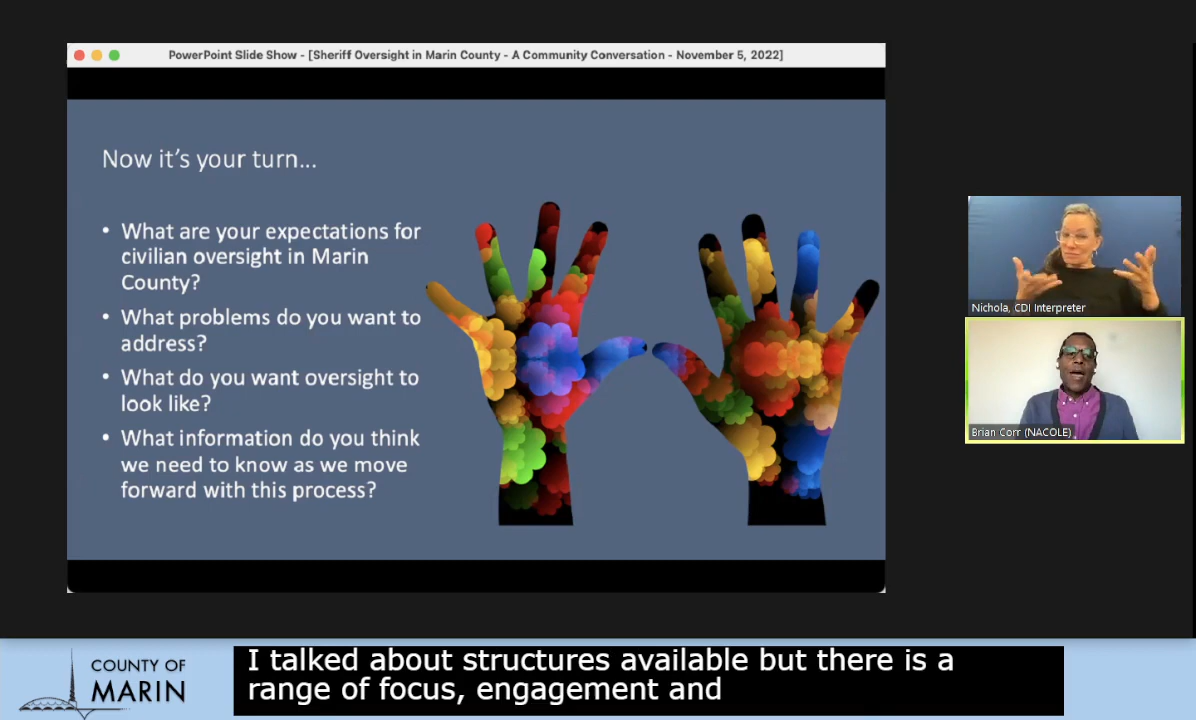 PowerPoint Slide Show - [Sheriff Oversight in Marin County - A Community Conversation - November 5, 2022]
Now it's your turn...
• What are your expectations for
civilian oversight in Marin
County?
• What problems do you want to
address?
• What do you want oversight to
look like?
• What information do you think
we need to know as we move
forward with this process?
Nichola, CDI Interpreter
Brian Corr (NACOLE)
COUNTY OF
MARIN
I talked about structures available but there is a
range of focus, engagement and